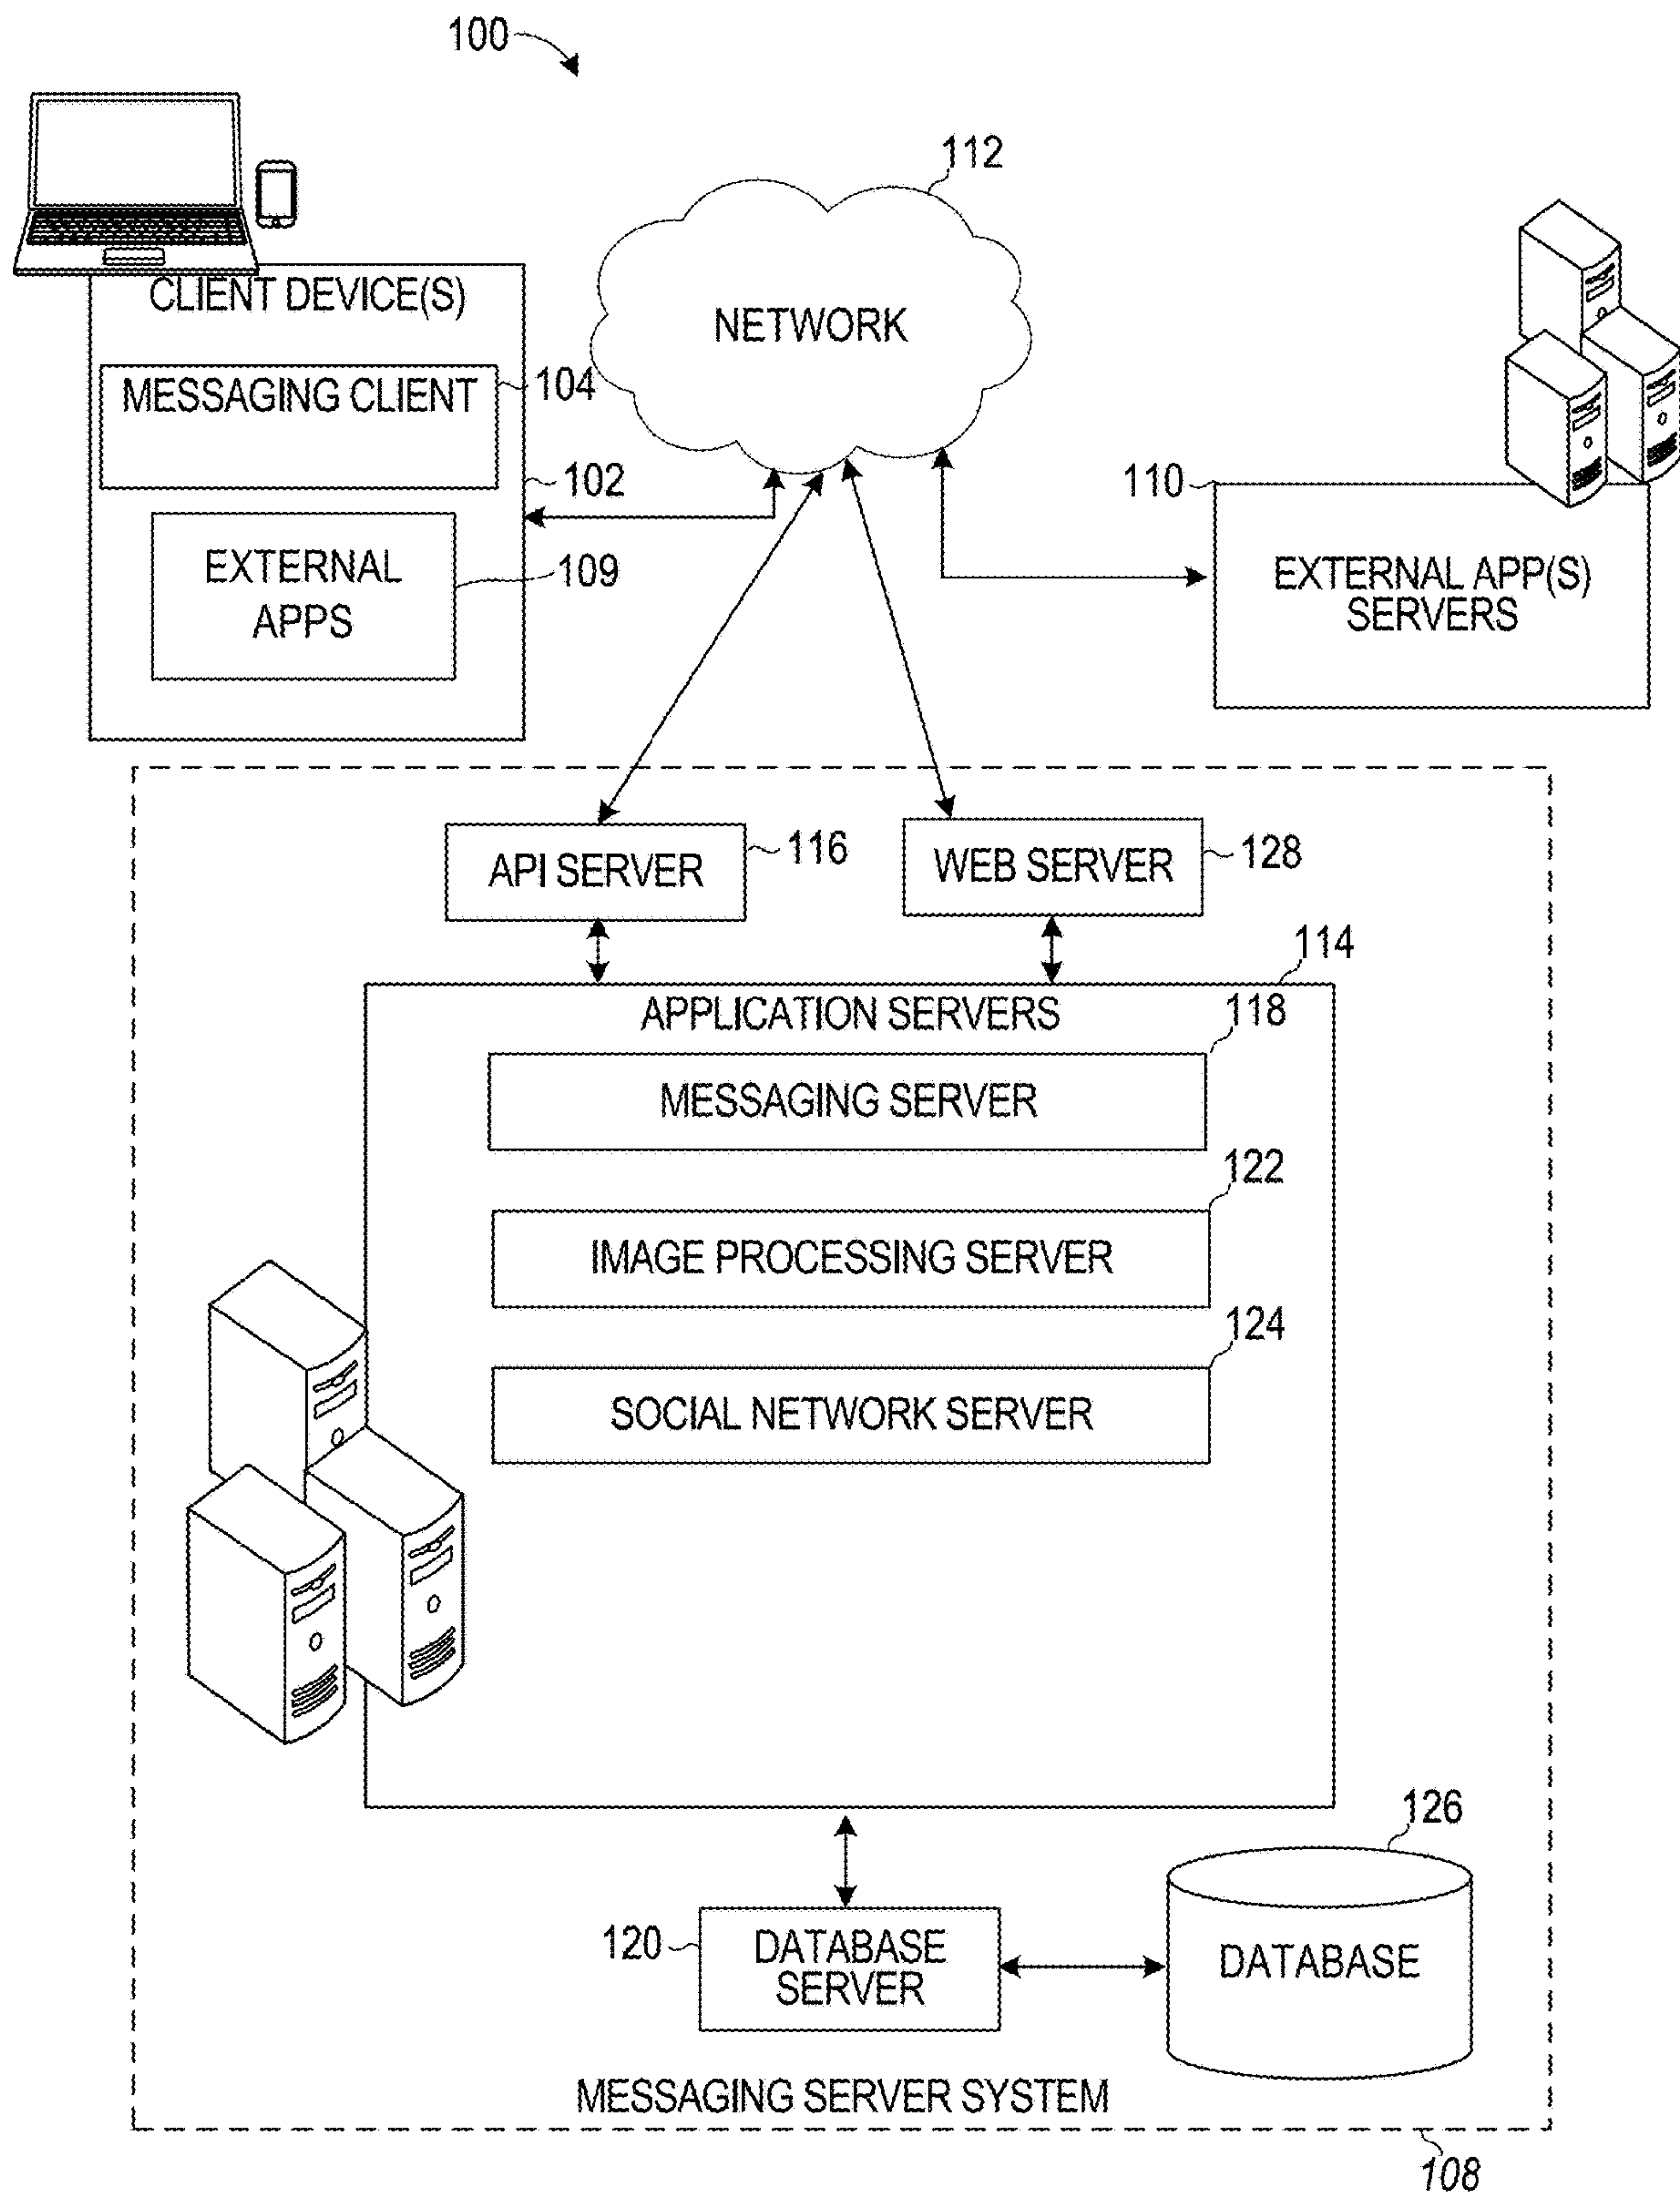 100
112
CLIENT DEVICE(S)
NETWORK
MESSAGING CLIENT
104
102
110
EXTERNAL
APPS
109
EXTERNAL APP(S)
SERVERS
API SERVER
116
WEB SERVER
128
114
APPLICATION SERVERS
118
MESSAGING SERVER
122
IMAGE PROCESSING SERVER
124
SOCIAL NETWORK SERVER
126
120
DATABASE
SERVER
DATABASE
MESSAGING SERVER SYSTEM
108